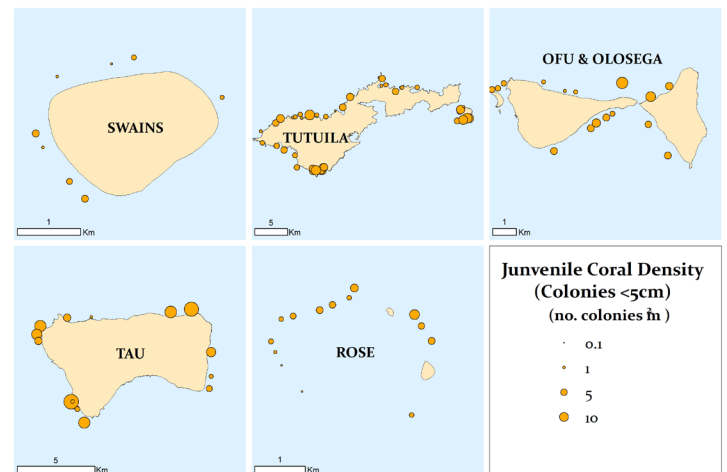 SWAINS
1
Km
TUTUILA
5
Km
OFU & OLOSEGA
1
Km
TAU
5
Km
ROSE
1
Km
Junvenile Coral Density
(Colonies <5cm)
(no. colonies m² )
0.1
1
5
10